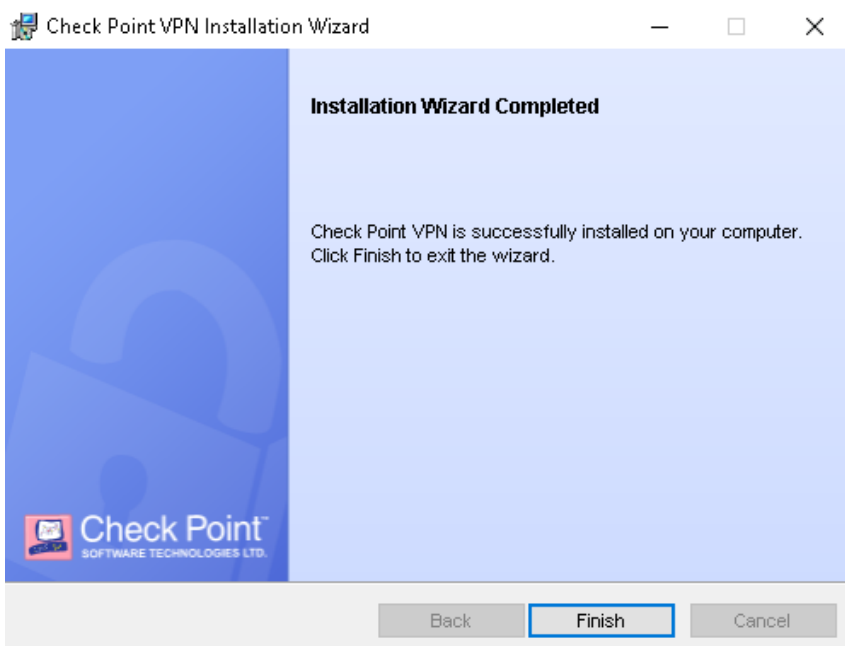 Check Point VPN Installation Wizard
Installation Wizard Completed
Check Point VPN is successfully installed on your computer.
Click Finish to exit the wizard.
Check Point™
SOFTWARE TECHNOLOGIES LTD.
Back
Finish
Cancel